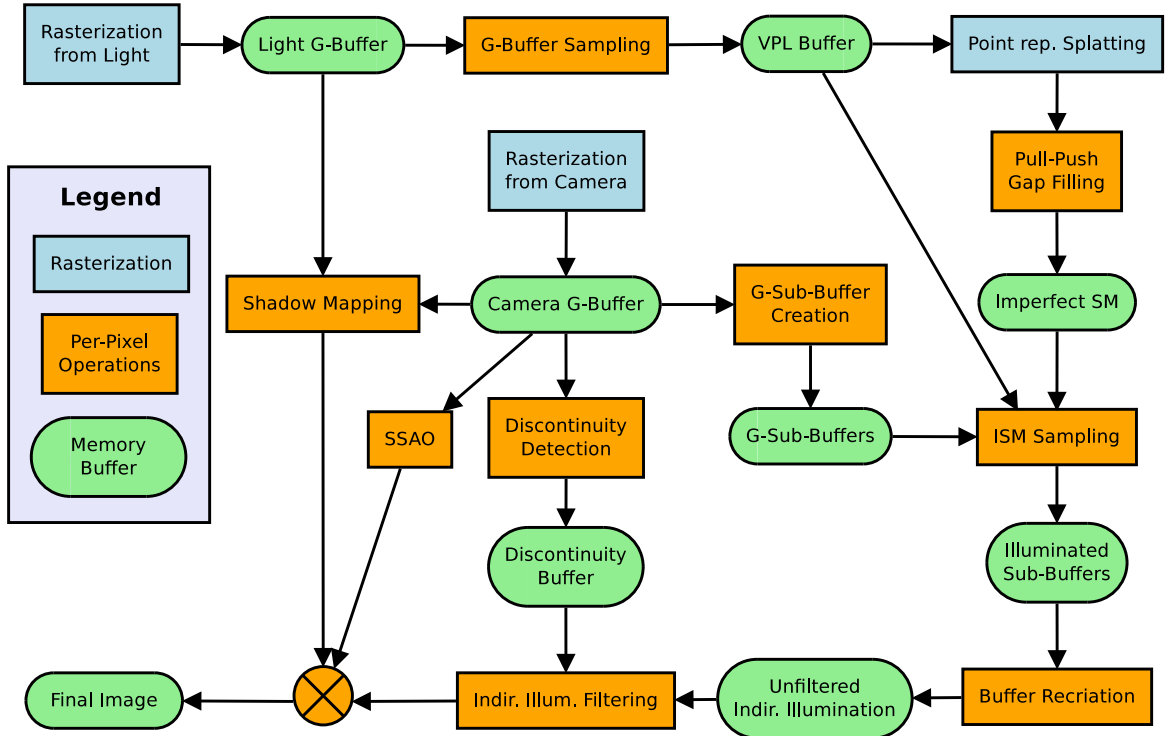 Rasterization
from Light
Light G-Buffer
G-Buffer Sampling
VPL Buffer
Point rep. Splatting
Rasterization
from Camera
Pull-Push
Gap Filling
Legend
Rasterization
Per-Pixel
Operations
Memory
Buffer
Shadow Mapping
Camera G-Buffer
G-Sub-Buffer
Creation
Imperfect SM
SSAO
Discontinuity
Detection
G-Sub-Buffers
ISM Sampling
Discontinuity
Buffer
Illuminated
Sub-Buffers
Final Image
Indir. Illum. Filtering
Unfiltered
Indir. Illumination
Buffer Recriation